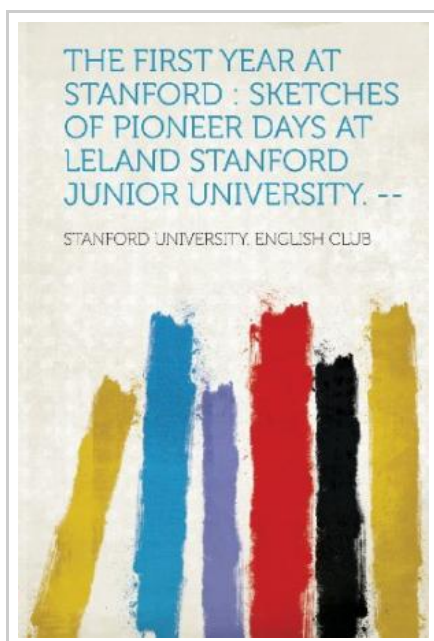 THE FIRST YEAR AT
STANFORD : SKETCHES
OF PIONEER DAYS AT
LELAND STANFORD
JUNIOR UNIVERSITY. --
STANFORD UNIVERSITY. ENGLISH CLUB